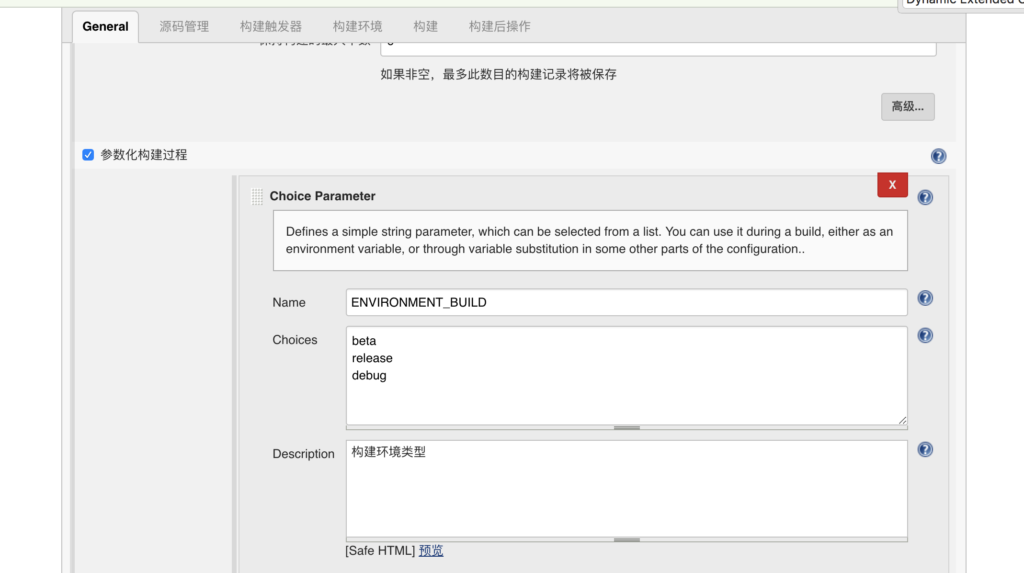 Dynamic Extended
General
源码管理
构建触发器
构建环境
构建
构建后操作
如果非空，最多此数目的构建记录将被保存
高级...
参数化构建过程
X
Choice Parameter
Defines a simple string parameter, which can be selected from a list. You can use it during a build, either as an
environment variable, or through variable substitution in some other parts of the configuration..
Name
ENVIRONMENT_BUILD
Choices
beta
release
debug
Description
构建环境类型
[Safe HTML] 预览